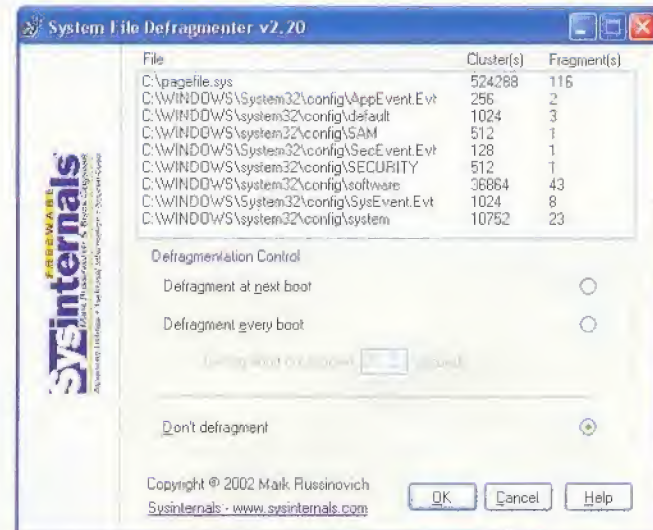 System File Defragmenter v2.20
File Cluster(s) Fragment(s)
C:\pagefile.sys 524288 116
C:\WINDOWS\System32\config\AppEvent.Evt 256 2
C:\WINDOWS\system32\config\default 1024 3
C:\WINDOWS\system32\config\SAM 512 1
C:\WINDOWS\System32\config\SecEvent.Evt 128 1
C:\WINDOWS\system32\config\SECURITY 512 1
C:\WINDOWS\system32\config\software 36864 43
C:\WINDOWS\System32\config\SysEvent.Evt 1024 8
C:\WINDOWS\system32\config\system 10752 23
FREEWARE
Sysinternals
Mark Russinovich & Bryce Cogswell
Defragmentation Control
Defragment at next boot
Defragment every boot
Don't defragment
Copyright © 2002 Mark Russinovich
Sysinternals - www.sysinternals.com
OK Cancel Help